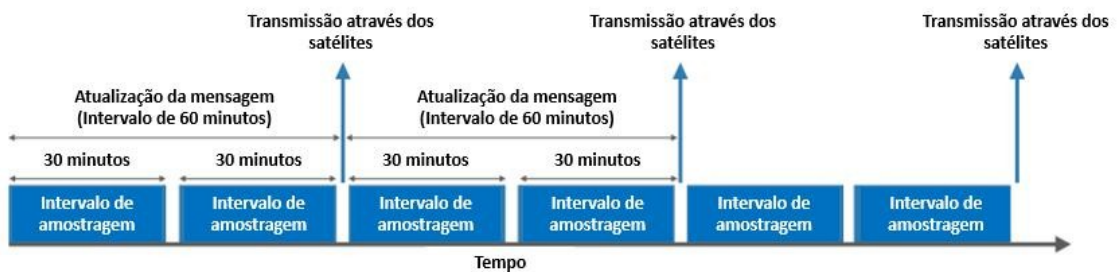 Transmissão através dos
satélites
Transmissão através dos
satélites
Transmissão através dos
satélites
Atualização da mensagem
(Intervalo de 60 minutos)
Atualização da mensagem
(Intervalo de 60 minutos)
30 minutos
30 minutos
30 minutos
30 minutos
Intervalo de
amostragem
Intervalo de
amostragem
Intervalo de
amostragem
Intervalo de
amostragem
Intervalo de
amostragem
Intervalo de
amostragem
Tempo